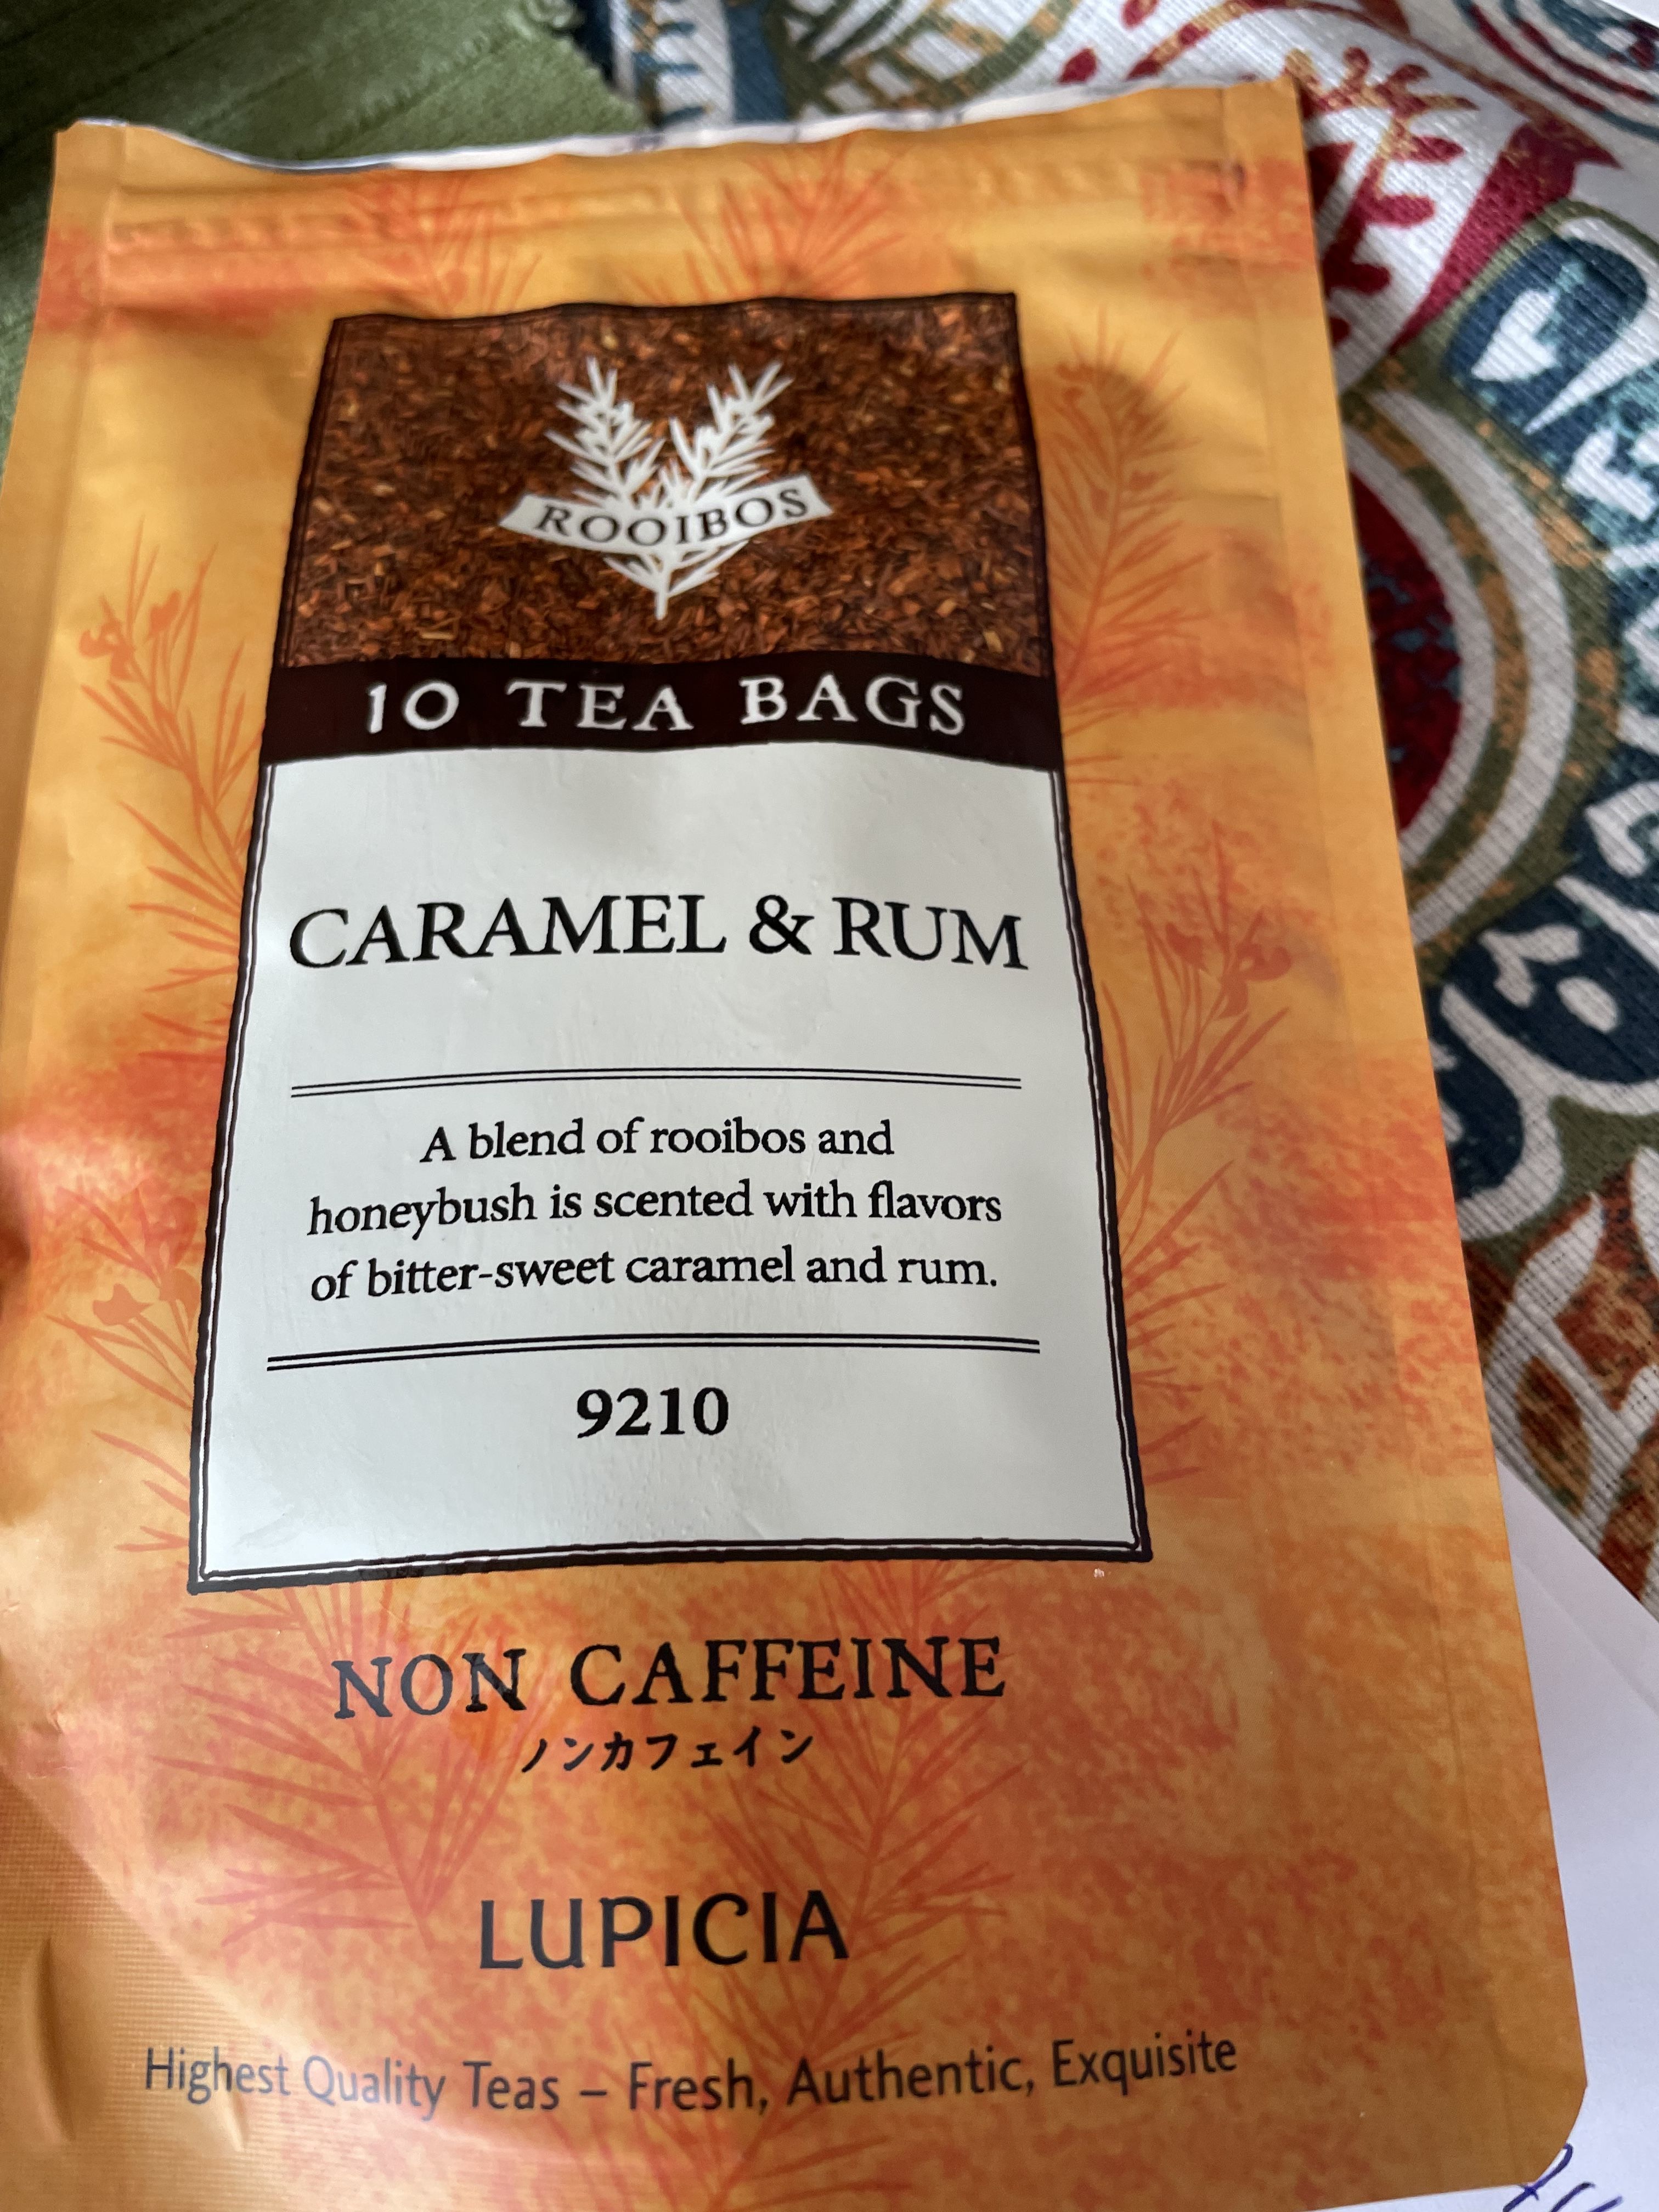 ROOIBOS
10 TEA BAGS
CARAMEL & RUM
A blend of rooibos and
honeybush is scented with flavors
of bitter-sweet caramel and rum.
9210
NON CAFFEINE
ノンカフェイン
LUPICIA
Highest Quality Teas – Fresh, Authentic, Exquisite